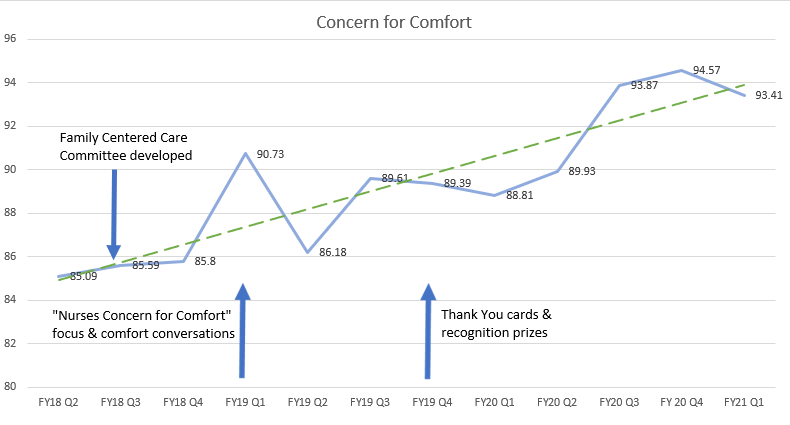 Concern for Comfort
96
94
92
90
88
86
84
82
80
94.57
93.87
93.41
Family Centered Care
Committee developed
90.73
89.93
89.61
89.39
88.81
86.18
85.8
85.59
85.09
"Nurses Concern for Comfort"
focus & comfort conversations
Thank You cards &
recognition prizes
FY18 Q2 FY18 Q3 FY18 Q4 FY19 Q1 FY19 Q2 FY19 Q3 FY19 Q4 FY20 Q1 FY20 Q2 FY20 Q3 FY 20 Q4 FY21 Q1